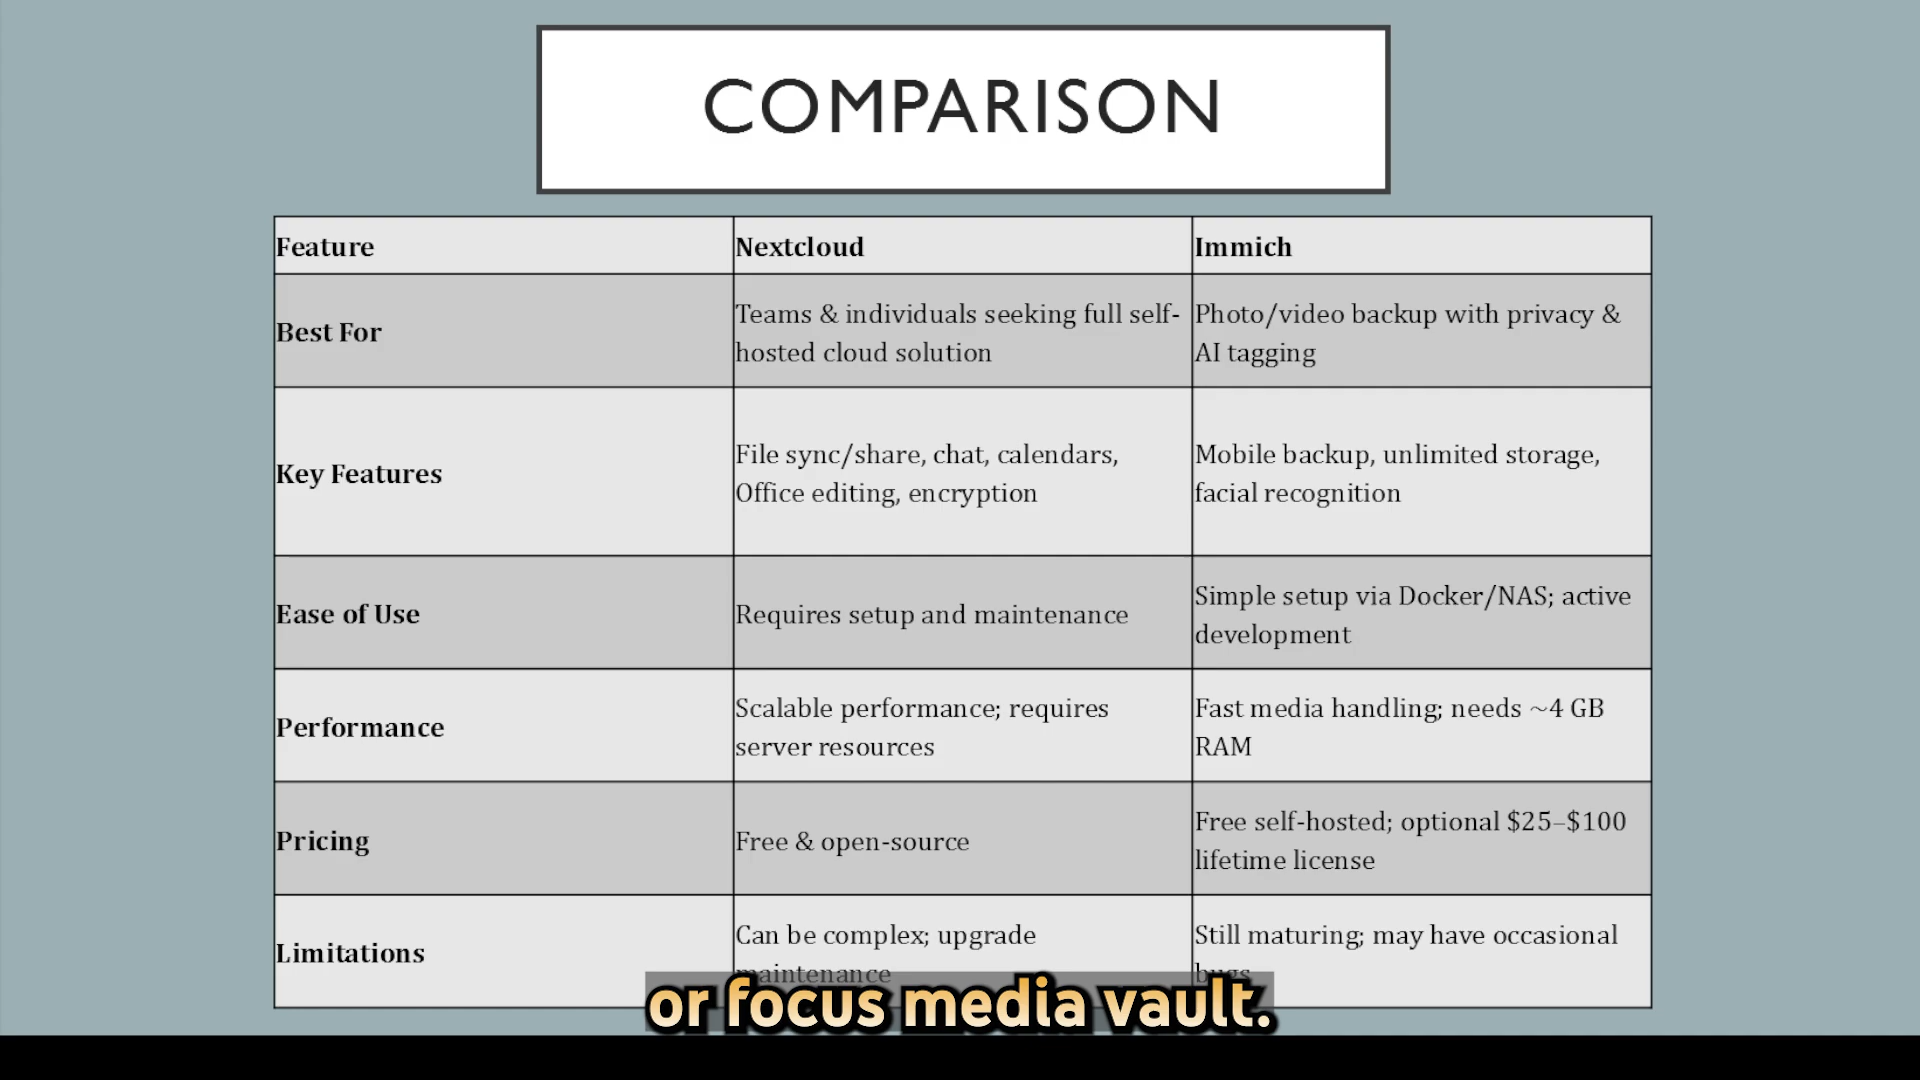 COMPARISON
Feature
Nextcloud
Immich
Best For
Teams & individuals seeking full self-
hosted cloud solution
Photo/video backup with privacy &
AI tagging
Key Features
File sync/share, chat, calendars,
Office editing, encryption
Mobile backup, unlimited storage,
facial recognition
Ease of Use
Requires setup and maintenance
Simple setup via Docker/NAS; active
development
Performance
Scalable performance; requires
server resources
Fast media handling; needs ~4 GB
RAM
Pricing
Free & open-source
Free self-hosted; optional $25–$100
lifetime license
Limitations
Can be complex; upgrade
maintenance
Still maturing; may have occasional
bugs
or focus media vault.